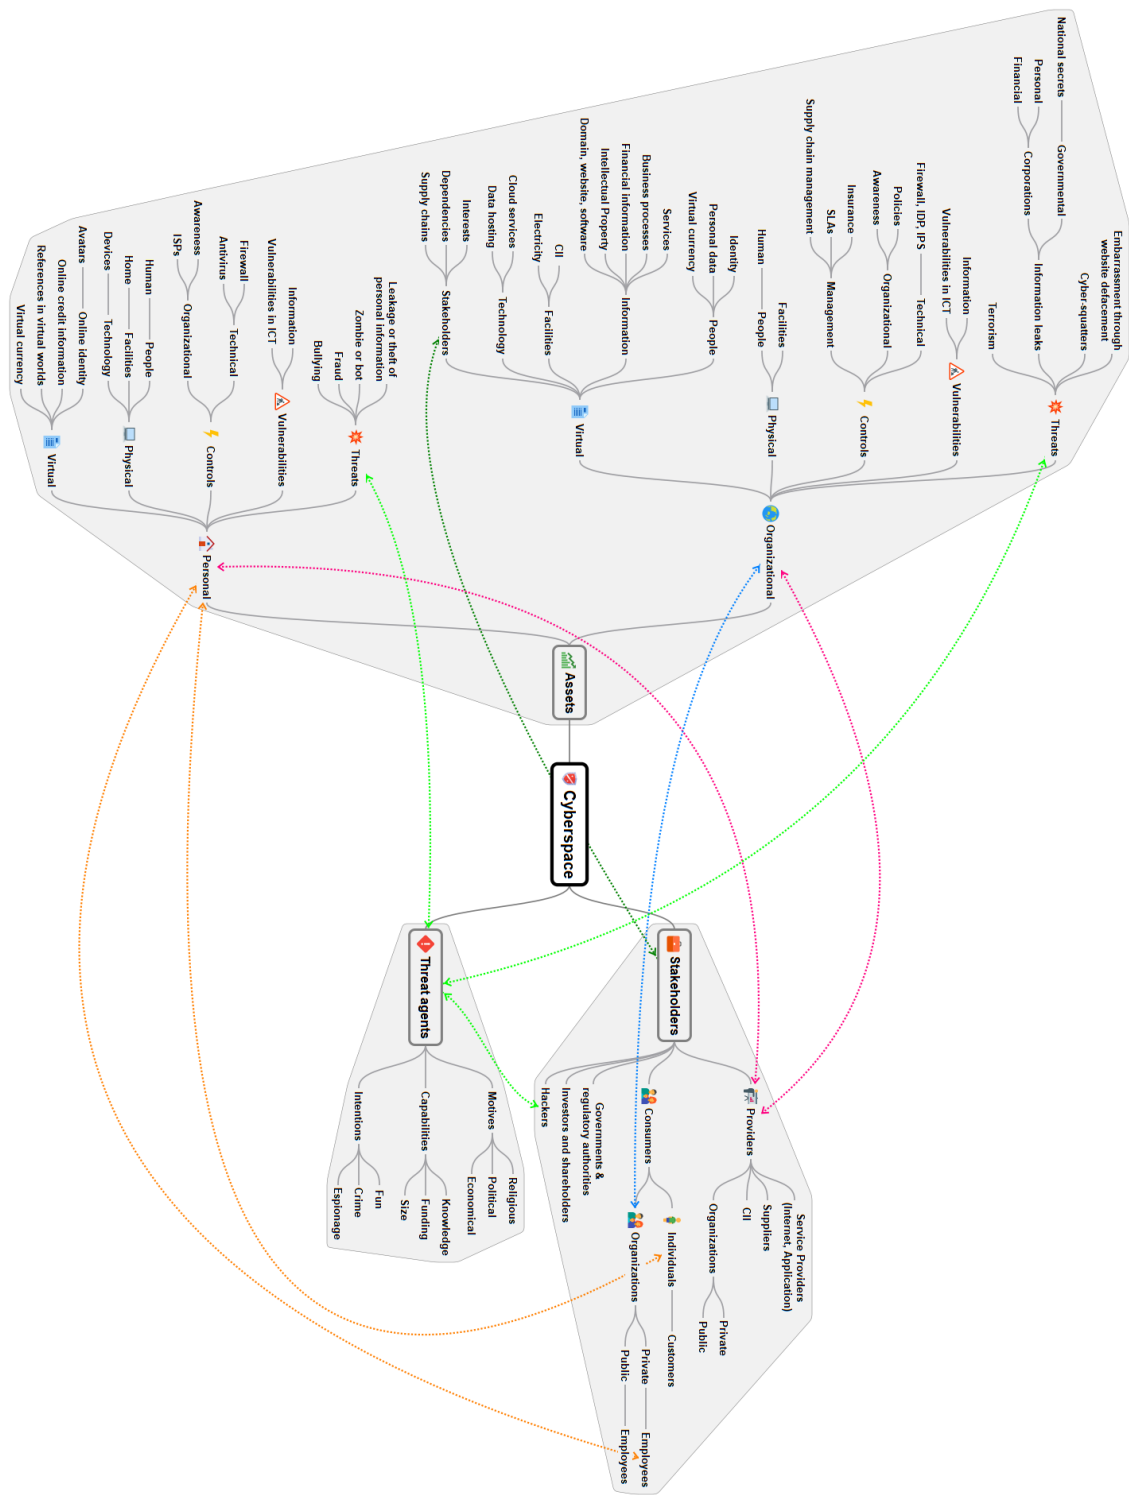 Cyberspace
Assets
Organizational
Threats
Embarrassment through
website defacement
Cyber-squatters
Information leaks
Governmental
National secrets
Corporations
Personal
Financial
Terrorism
Vulnerabilities
Information
Vulnerabilities in ICT
Controls
Technical
Firewall, IDP, IPS
Organizational
Policies
Awareness
Management
Insurance
SLAs
Supply chain management
Physical
Facilities
People
Human
Virtual
People
Identity
Personal data
Virtual currency
Information
Services
Business processes
Financial information
Intellectual Property
Domain, website, software
Facilities
CII
Electricity
Technology
Cloud services
Data hosting
Stakeholders
Interests
Dependencies
Supply chains
Personal
Threats
Leakage or theft of
personal information
Zombie or bot
Fraud
Bullying
Vulnerabilities
Information
Vulnerabilities in ICT
Controls
Technical
Firewall
Antivirus
Organizational
Awareness
ISPs
Physical
People
Human
Facilities
Home
Technology
Devices
Virtual
Online identity
Avatars
Online credit information
References in virtual worlds
Virtual currency
Stakeholders
Providers
Service Providers
(Internet, Application)
Suppliers
CII
Organizations
Private
Public
Consumers
Individuals
Customers
Organizations
Private
Employees
Public
Employees
Governments &
regulatory authorities
Investors and shareholders
Hackers
Threat agents
Motives
Religious
Political
Economical
Capabilities
Knowledge
Funding
Size
Intentions
Fun
Crime
Espionage